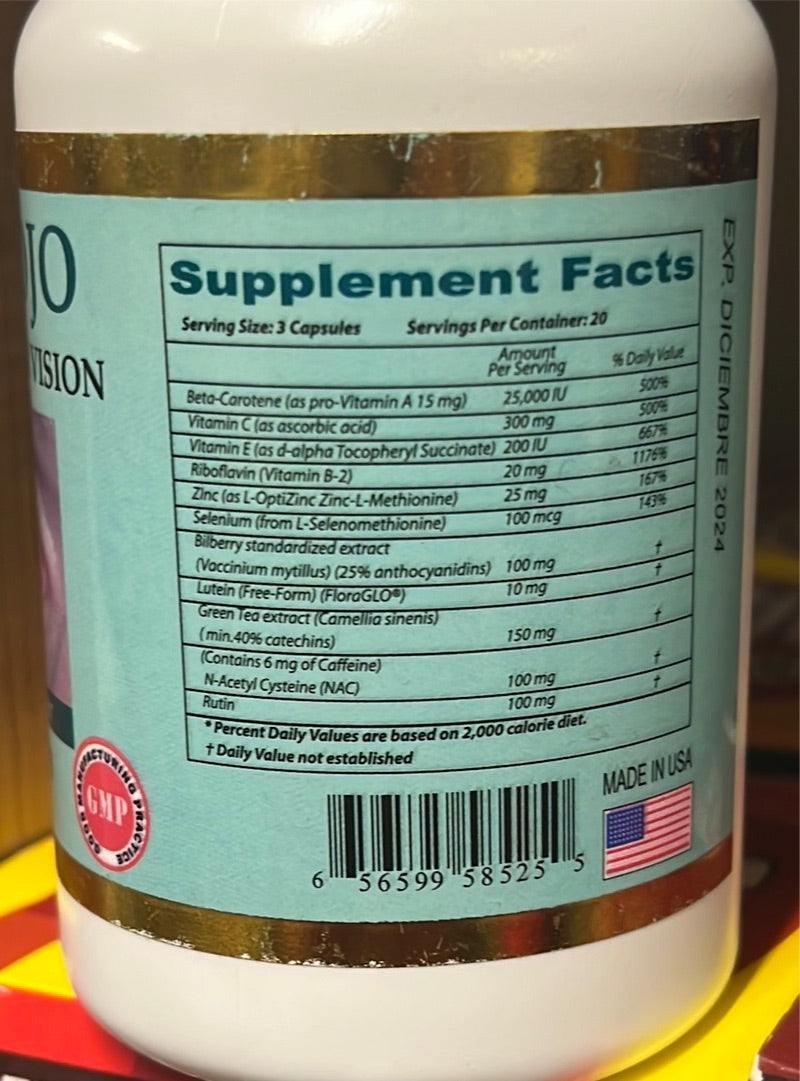 JO
VISION
Supplement Facts
Serving Size: 3 Capsules Servings Per Container: 20
Amount Per Serving % Daily Value
Beta-Carotene (as pro-Vitamin A 15 mg) 25,000 IU 500%
Vitamin C (as ascorbic acid) 300 mg 500%
Vitamin E (as d-alpha Tocopheryl Succinate) 200 IU 667%
Riboflavin (Vitamin B-2) 20 mg 1176%
Zinc (as L-OptiZinc Zinc-L-Methionine) 25 mg 167%
Selenium (from L-Selenomethionine) 100 mcg 143%
Bilberry standardized extract
(Vaccinium mytillus) (25% anthocyanidins) 100 mg †
Lutein (Free-Form) (FloraGLO®) 10 mg †
Green Tea extract (Camellia sinenis)
(min.40% catechins) 150 mg †
(Contains 6 mg of Caffeine)
N-Acetyl Cysteine (NAC) 100 mg †
Rutin 100 mg †
* Percent Daily Values are based on 2,000 calorie diet.
† Daily Value not established
EXP. DICIEMBRE 2024
GOOD MANUFACTURING PRACTICE
GMP
6 56599 58525 5
MADE IN USA